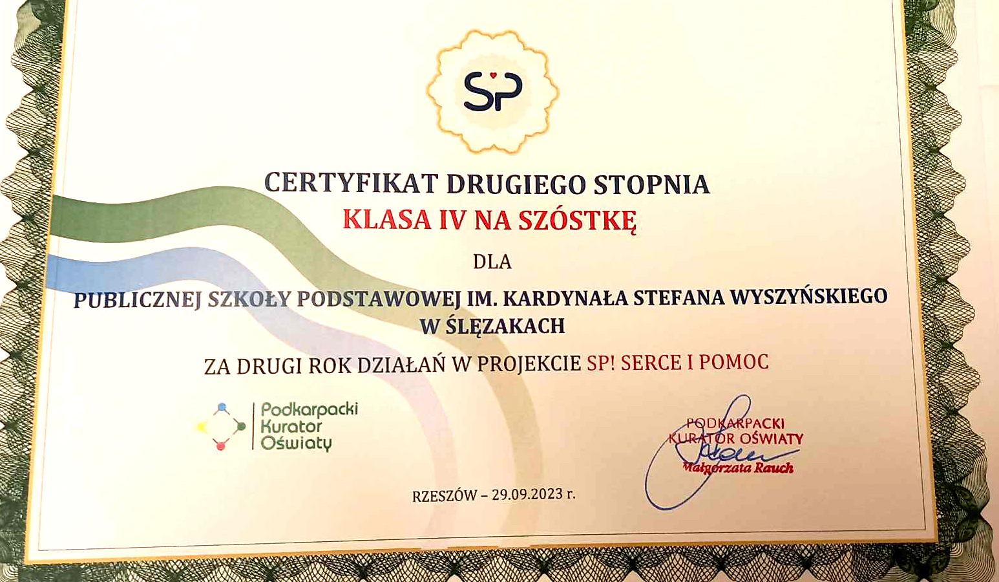 SP
CERTYFIKAT DRUGIEGO STOPNIA
KLASA IV NA SZÓSTKĘ
DLA
PUBLICZNEJ SZKOŁY PODSTAWOWEJ IM. KARDYNAŁA STEFANA WYSZYŃSKIEGO
W ŚLĘZAKACH
ZA DRUGI ROK DZIAŁAŃ W PROJEKCIE SP! SERCE I POMOC
Podkarpacki
Kurator
Oświaty
PODKARPACKI
KURATOR OŚWIATY
Małgorzata Rauch
RZESZÓW – 29.09.2023 r.